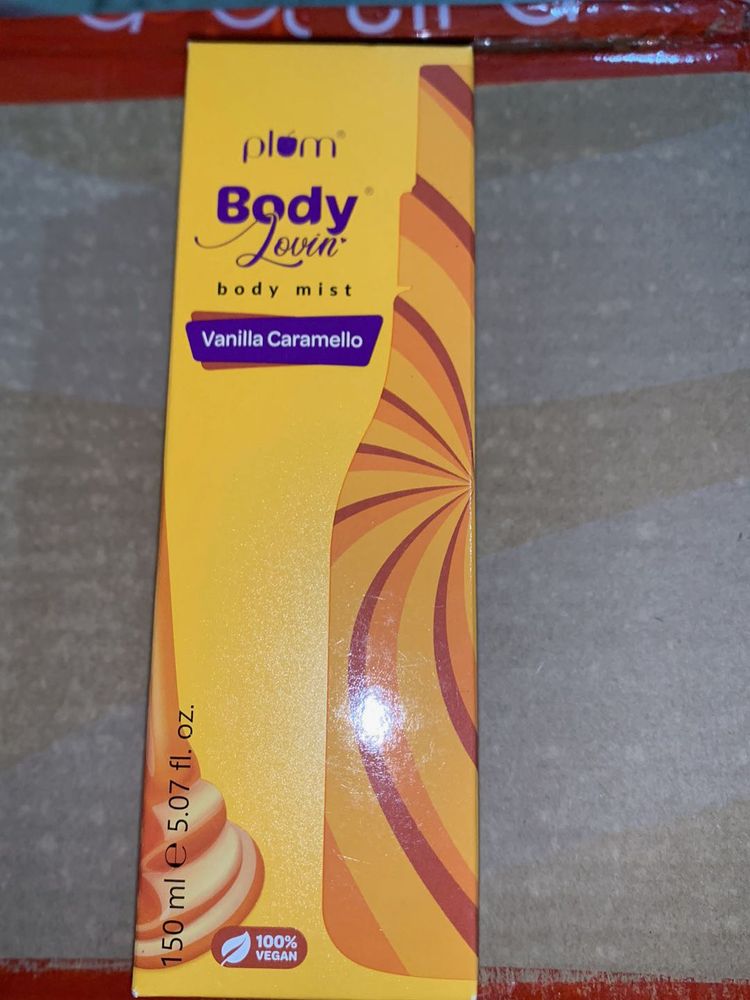 plum®
Body®
Lovin'
body mist
Vanilla Caramello
150 ml ℮ 5.07 fl. oz.
100%
VEGAN